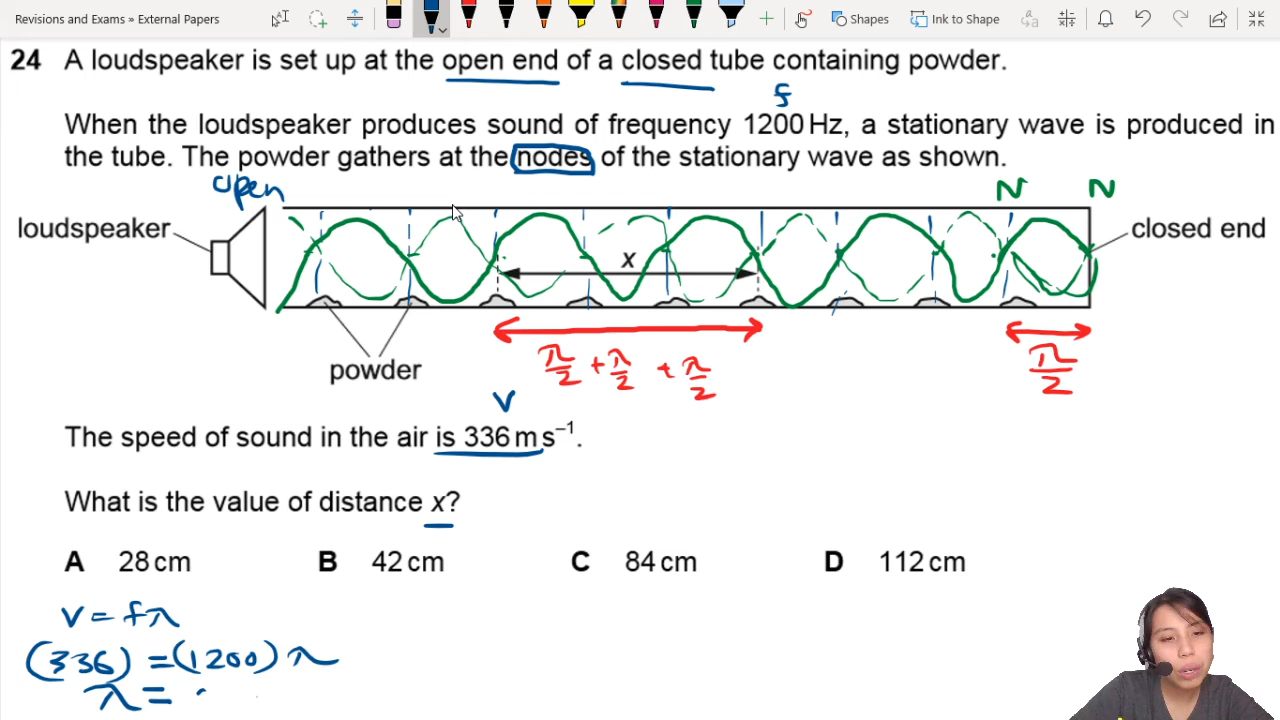 Revisions and Exams » External Papers
Shapes
Ink to Shape
24 A loudspeaker is set up at the open end of a closed tube containing powder.
f
When the loudspeaker produces sound of frequency 1200 Hz, a stationary wave is produced in
the tube. The powder gathers at the nodes of the stationary wave as shown.
open
N N
loudspeaker
x
closed end
powder
λ/2 + λ/2 + λ/2
λ/2
v
The speed of sound in the air is 336 m s⁻¹.
What is the value of distance x?
A 28 cm B 42 cm C 84 cm D 112 cm
v = fλ
(336) = (1200) λ
λ = .